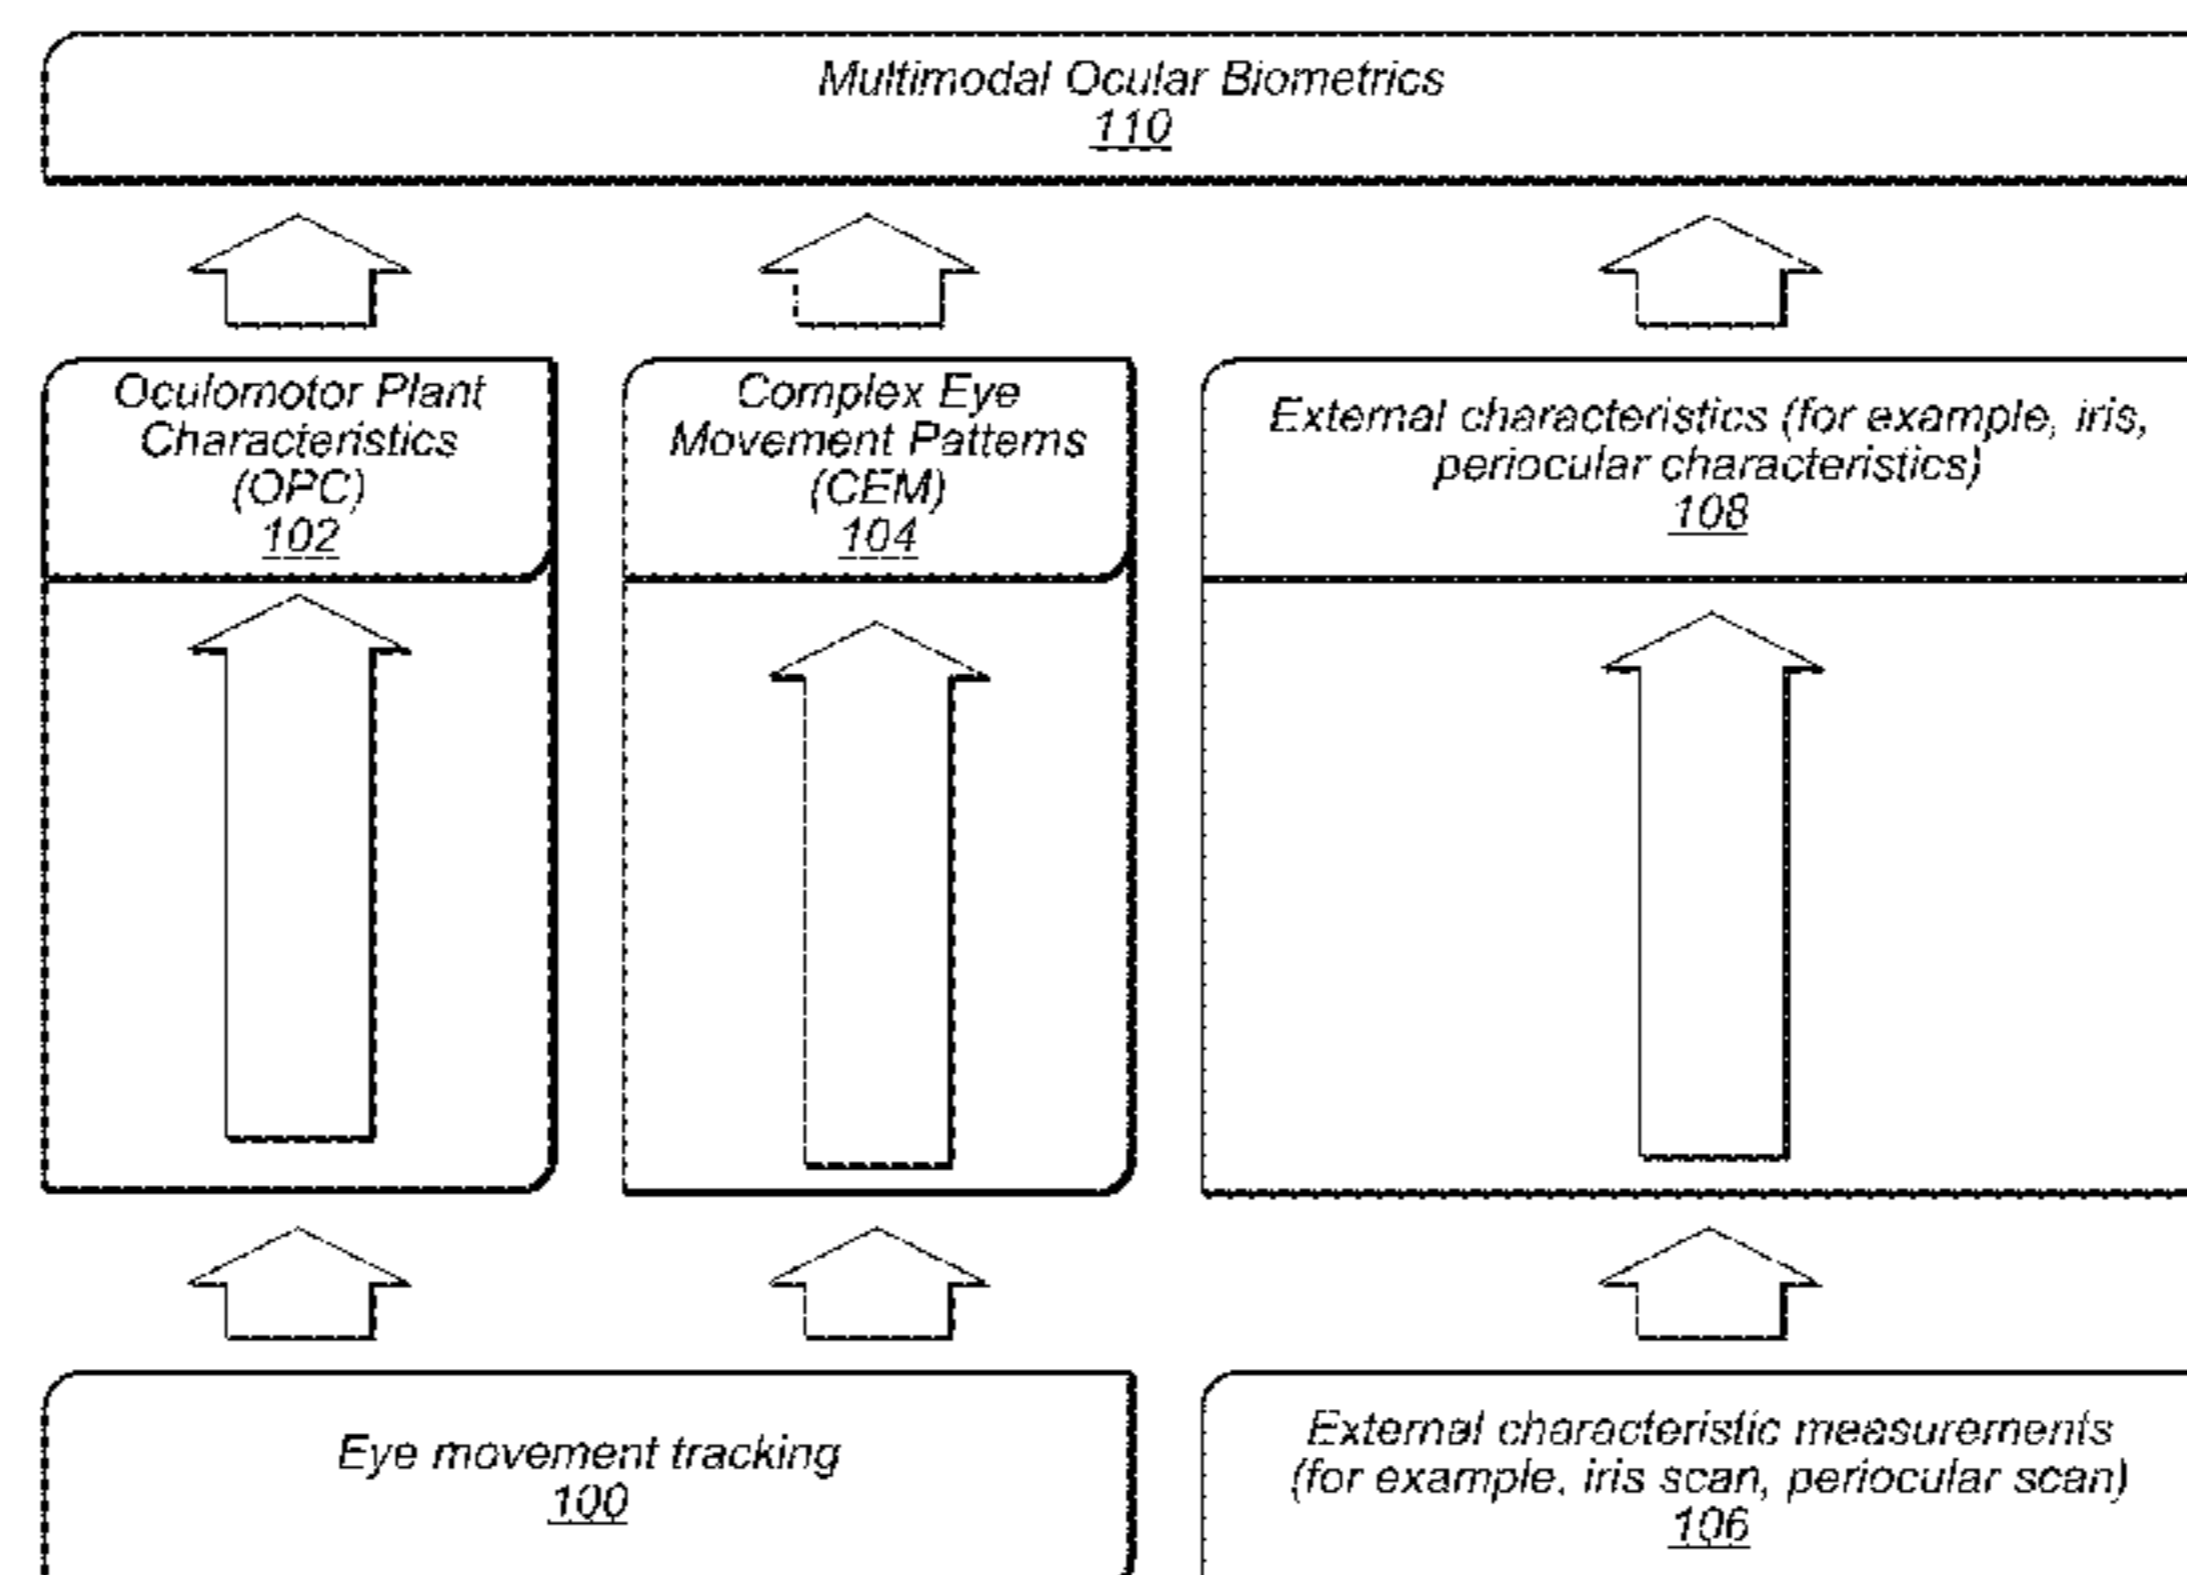 Multimodal Ocular Biometrics
110
Oculomotor Plant
Characteristics
(OPC)
102
Complex Eye
Movement Patterns
(CEM)
104
External characteristics (for example, iris,
periocular characteristics)
108
Eye movement tracking
100
External characteristic measurements
(for example, iris scan, periocular scan)
106